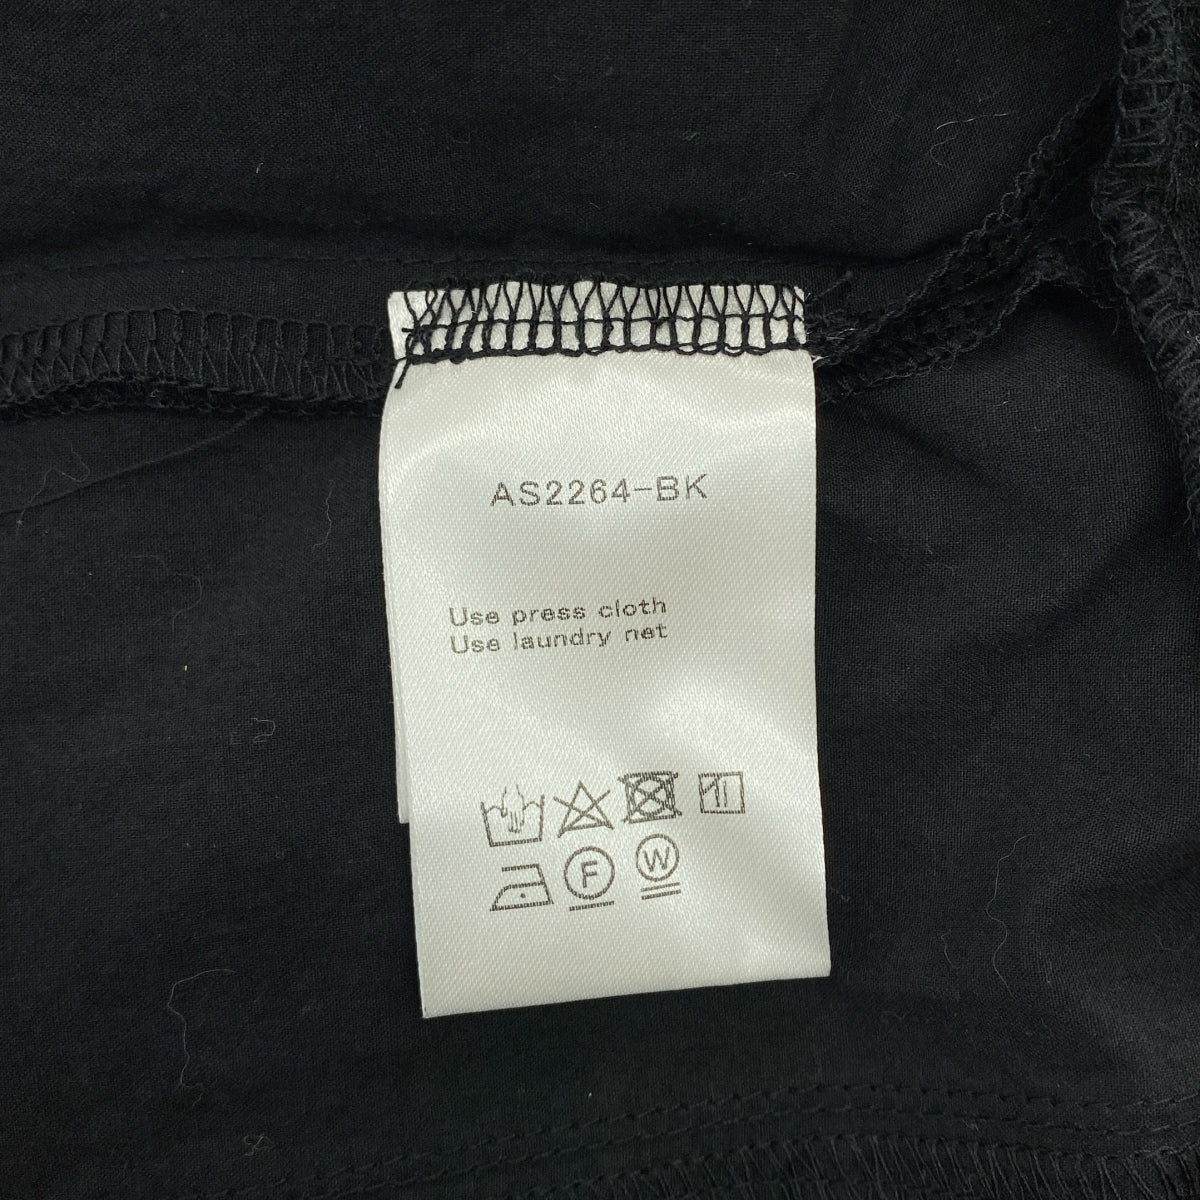 AS2264-BK
Use press cloth
Use laundry net
F W